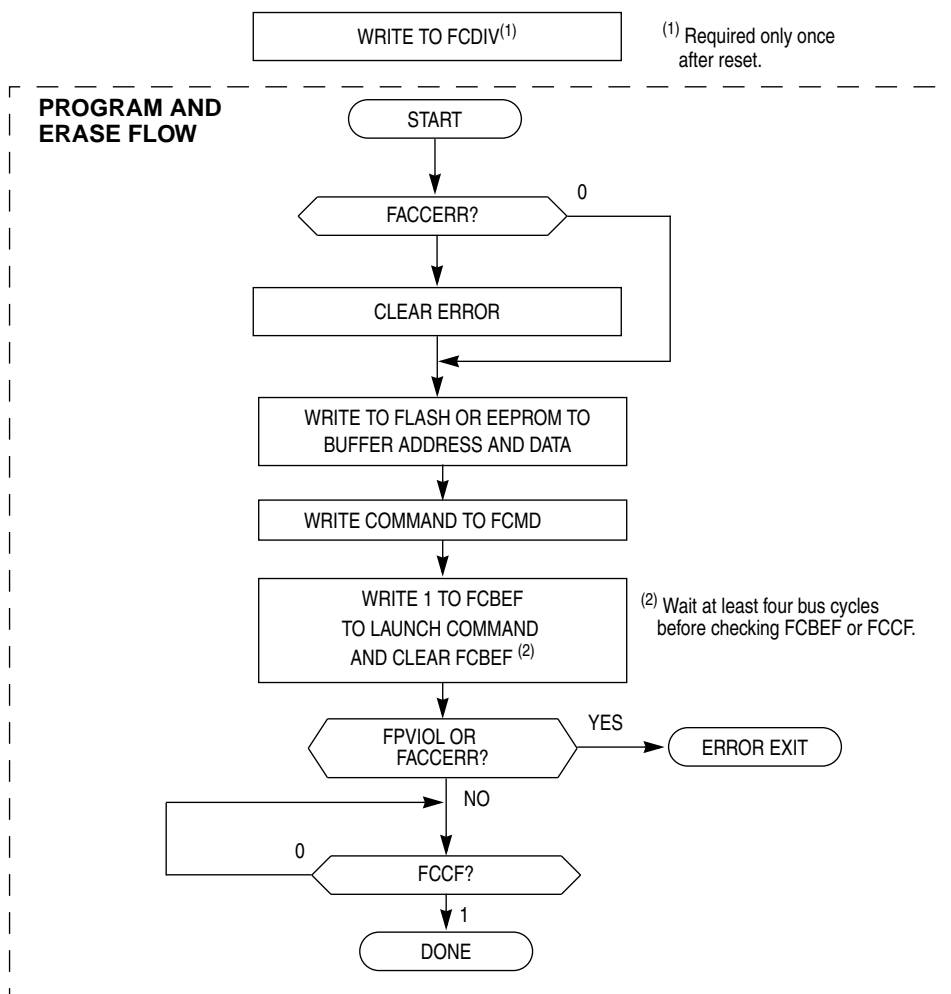 WRITE TO FCDIV(1)
(1) Required only once
after reset.
PROGRAM AND
ERASE FLOW
START
0
FACCERR?
CLEAR ERROR
WRITE TO FLASH OR EEPROM TO
BUFFER ADDRESS AND DATA
WRITE COMMAND TO FCMD
WRITE 1 TO FCBEF
TO LAUNCH COMMAND
AND CLEAR FCBEF (2)
(2) Wait at least four bus cycles
before checking FCBEF or FCCF.
FPVIOL OR
FACCERR?
YES
ERROR EXIT
NO
0
FCCF?
1
DONE